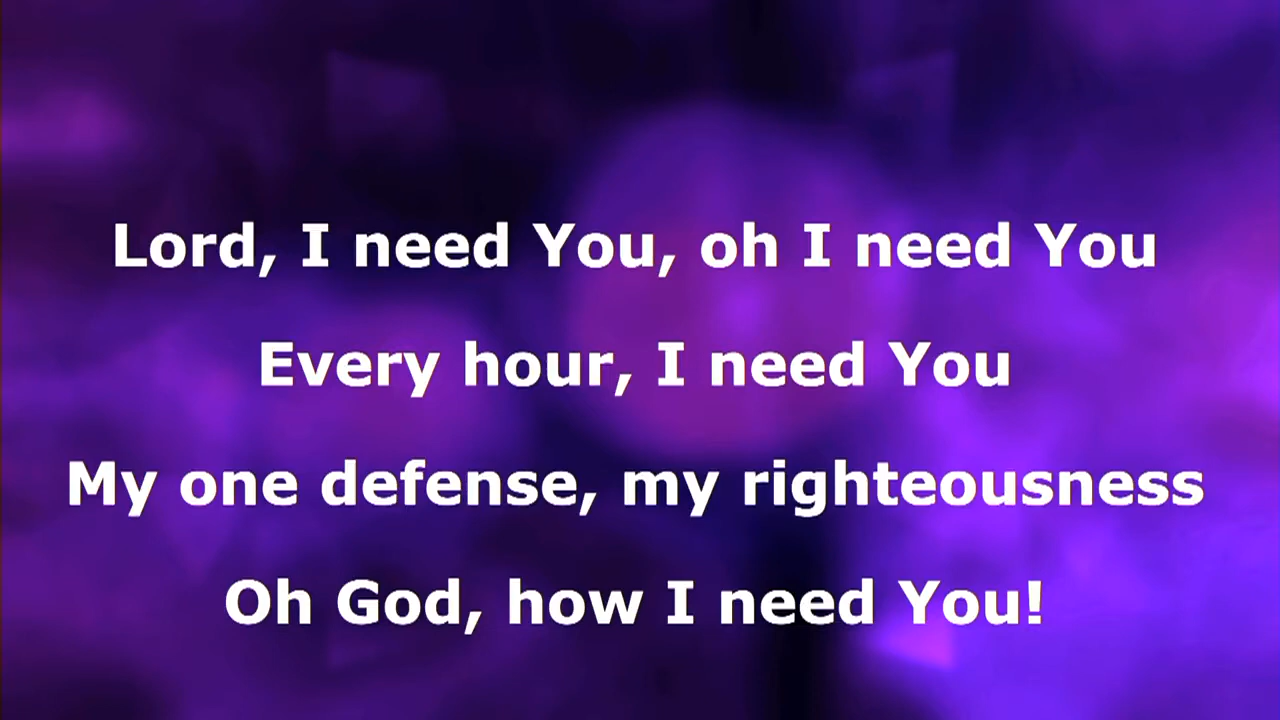 Lord, I need You, oh I need You
Every hour, I need You
My one defense, my righteousness
Oh God, how I need You!